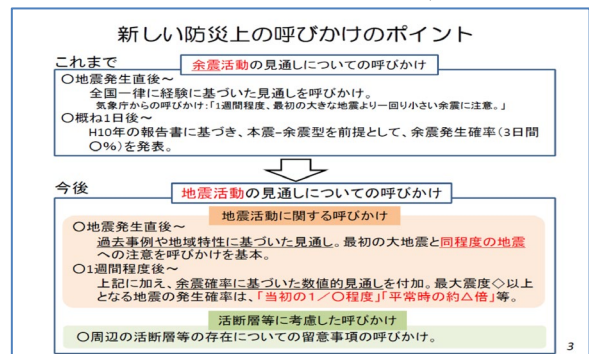 新しい防災上の呼びかけのポイント
これまで
余震活動の見通しについての呼びかけ
〇地震発生直後～
全国一律に経験に基づいた見通しを呼びかけ。
気象庁からの呼びかけ:「1週間程度、最初の大きな地震より一回り小さい余震に注意。」
〇概ね1日後～
H10年の報告書に基づき、本震−余震型を前提として、余震発生確率(3日間
〇%)を発表。
今後
地震活動の見通しについての呼びかけ
地震活動に関する呼びかけ
〇地震発生直後～
過去事例や地域特性に基づいた見通し。最初の大地震と同程度の地震
への注意を呼びかけを基本。
〇1週間程度後～
上記に加え、余震確率に基づいた数値的見通しを付加。最大震度◇以上
となる地震の発生確率は、「当初の1/〇程度」「平常時の約△倍」等。
活断層等に考慮した呼びかけ
〇周辺の活断層等の存在についての留意事項の呼びかけ。
3